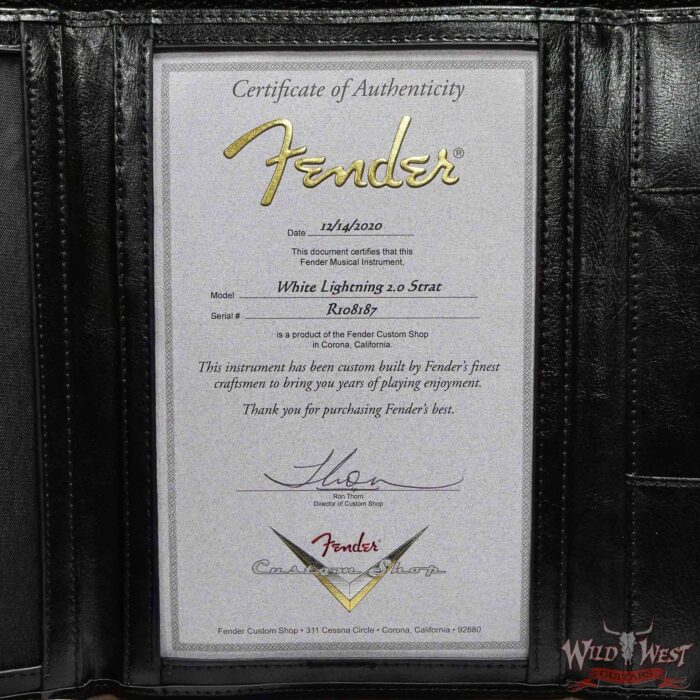 Certificate of Authenticity
Fender®
Date 12/14/2020
This document certifies that this
Fender Musical Instrument,
Model White Lightning 2.0 Strat
Serial # R108187
is a product of the Fender Custom Shop
in Corona, California.
This instrument has been custom built by Fender's finest
craftsmen to bring you years of playing enjoyment.
Thank you for purchasing Fender's best.
Thorn
Ron Thorn
Director of Custom Shop
Fender
Custom Shop
Fender Custom Shop • 311 Cessna Circle • Corona, California • 92880
WILD WEST
GUITARS